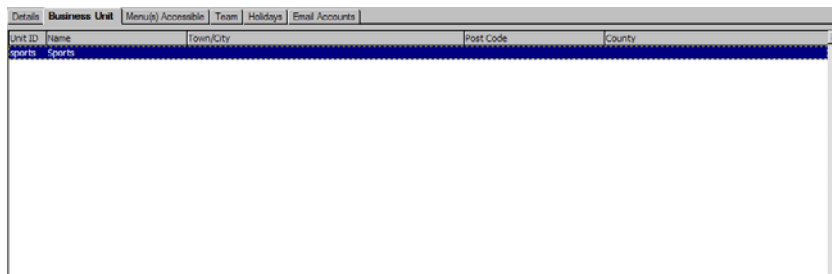 Details Business Unit Menu(s) Accessible Team Holidays Email Accounts
Unit ID Name Town/City Post Code County
sports Sports